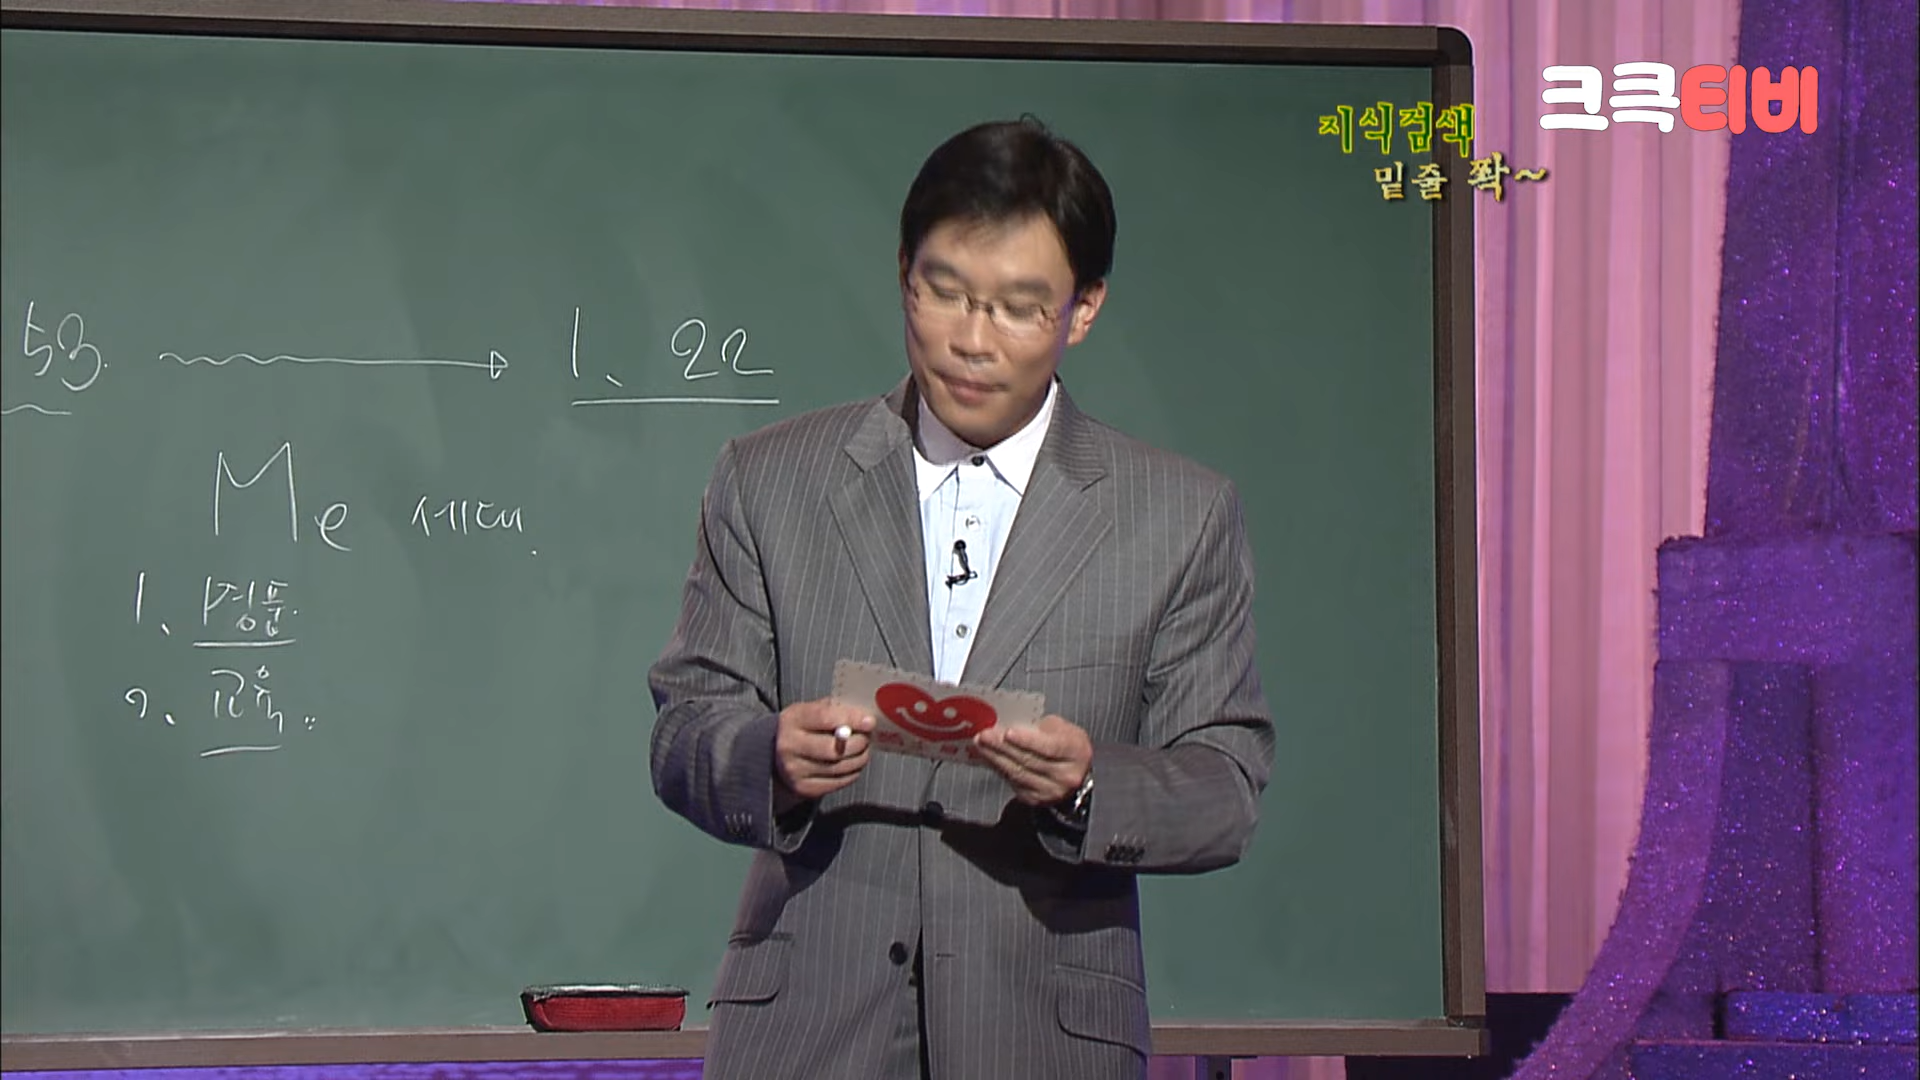 크큭티비
지식검색
밑줄 쫙~
53. → 1、22
Me 세대.
1、명품.
2、교육..